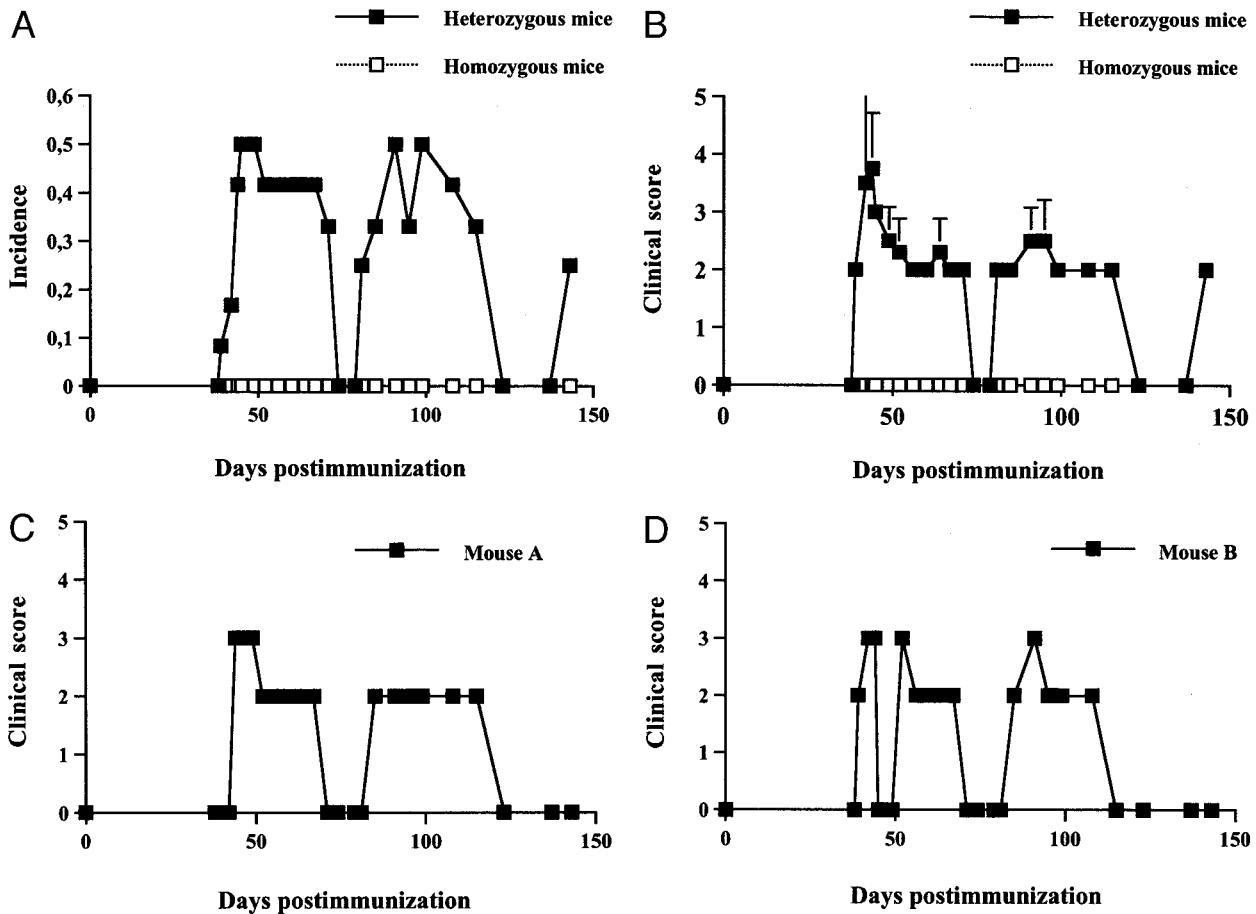 A
Heterozygous mice
Homozygous mice
0,6
0,5
0,4
0,3
0,2
0,1
0
Incidence
0
50
100
150
Days postimmunization
B
Heterozygous mice
Homozygous mice
5
4
3
2
1
0
Clinical score
0
50
100
150
Days postimmunization
C
Mouse A
5
4
3
2
1
0
Clinical score
0
50
100
150
Days postimmunization
D
Mouse B
5
4
3
2
1
0
Clinical score
0
50
100
150
Days postimmunization